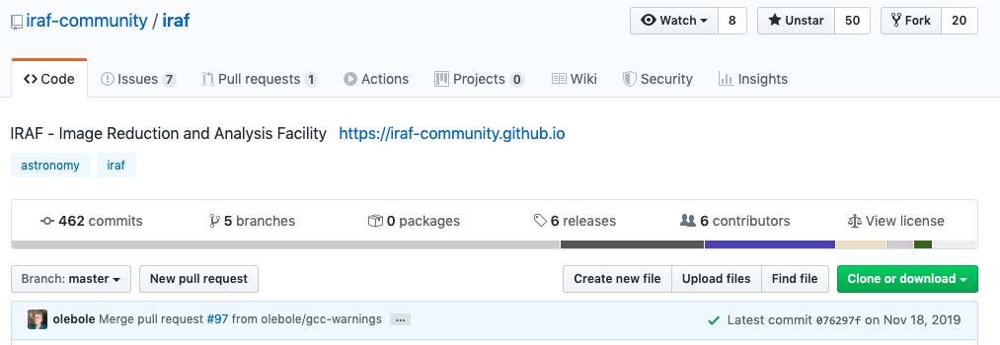 iraf-community / iraf Watch 8 Unstar 50 Fork 20
Code Issues 7 Pull requests 1 Actions Projects 0 Wiki Security Insights
IRAF - Image Reduction and Analysis Facility https://iraf-community.github.io
astronomy iraf
462 commits 5 branches 0 packages 6 releases 6 contributors View license
Branch: master New pull request Create new file Upload files Find file Clone or download
olebole Merge pull request #97 from olebole/gcc-warnings ... Latest commit 076297f on Nov 18, 2019